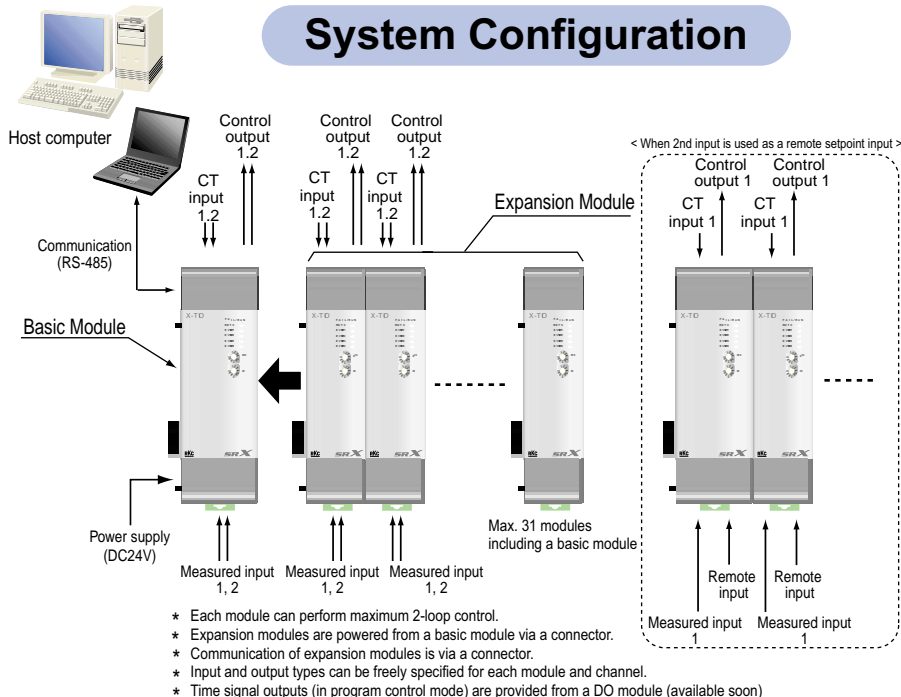 System Configuration
Host computer
Control
output
1.2
Control
output
1.2
Control
output
1.2
CT
input
1.2
CT
input
1.2
CT
input
1.2
Communication
(RS-485)
Expansion Module
< When 2nd input is used as a remote setpoint input >
Control
output 1
Control
output 1
CT
input 1
CT
input 1
Basic Module
X-TIO
X-TIO
X-TIO
X-TIO
X-TIO
X-TIO
RKC SRX
RKC SRX
RKC SRX
RKC SRX
RKC SRX
RKC SRX
Power supply
(DC24V)
Max. 31 modules
including a basic module
Measured input
1, 2
Measured input
1, 2
Measured input
1, 2
Remote
input
Remote
input
Measured input
1
Measured input
1
* Each module can perform maximum 2-loop control.
* Expansion modules are powered from a basic module via a connector.
* Communication of expansion modules is via a connector.
* Input and output types can be freely specified for each module and channel.
* Time signal outputs (in program control mode) are provided from a DO module (available soon)